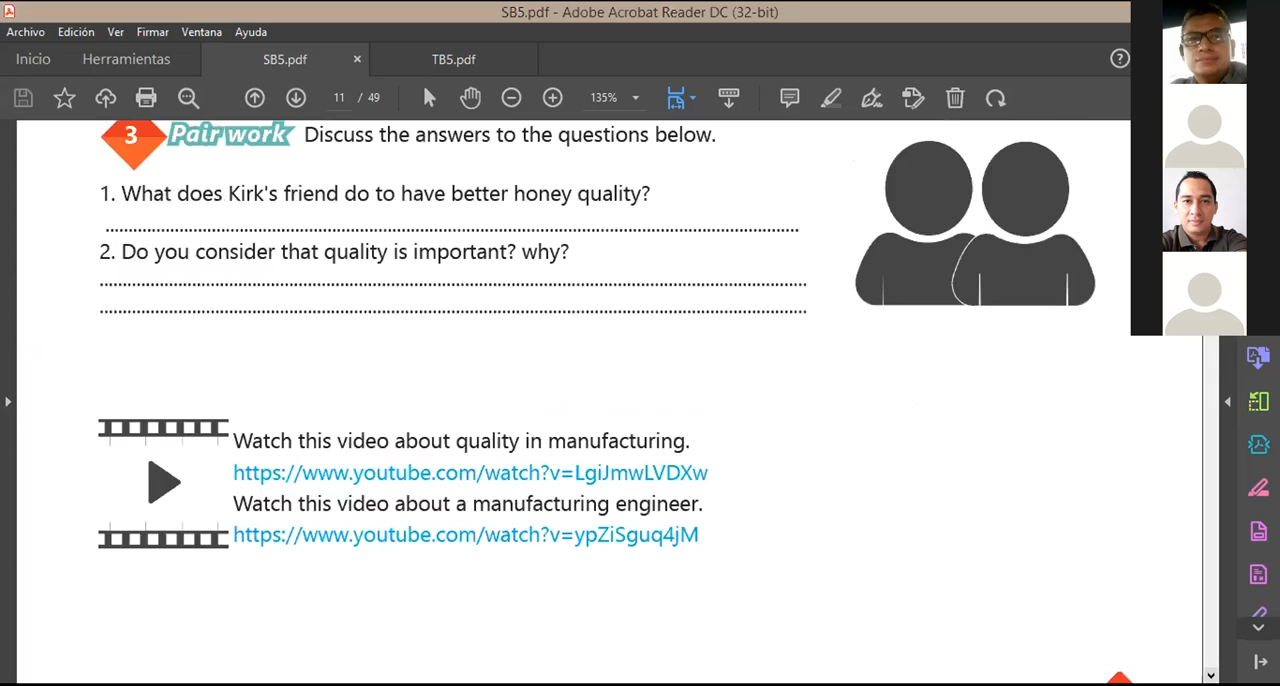 SB5.pdf - Adobe Acrobat Reader DC (32-bit)
Archivo Edición Ver Firmar Ventana Ayuda
Inicio Herramientas SB5.pdf × TB5.pdf
11 / 49 135%
3 Pair work Discuss the answers to the questions below.
1. What does Kirk's friend do to have better honey quality?
2. Do you consider that quality is important? why?
Watch this video about quality in manufacturing.
https://www.youtube.com/watch?v=LgiJmwLVDXw
Watch this video about a manufacturing engineer.
https://www.youtube.com/watch?v=ypZiSguq4jM